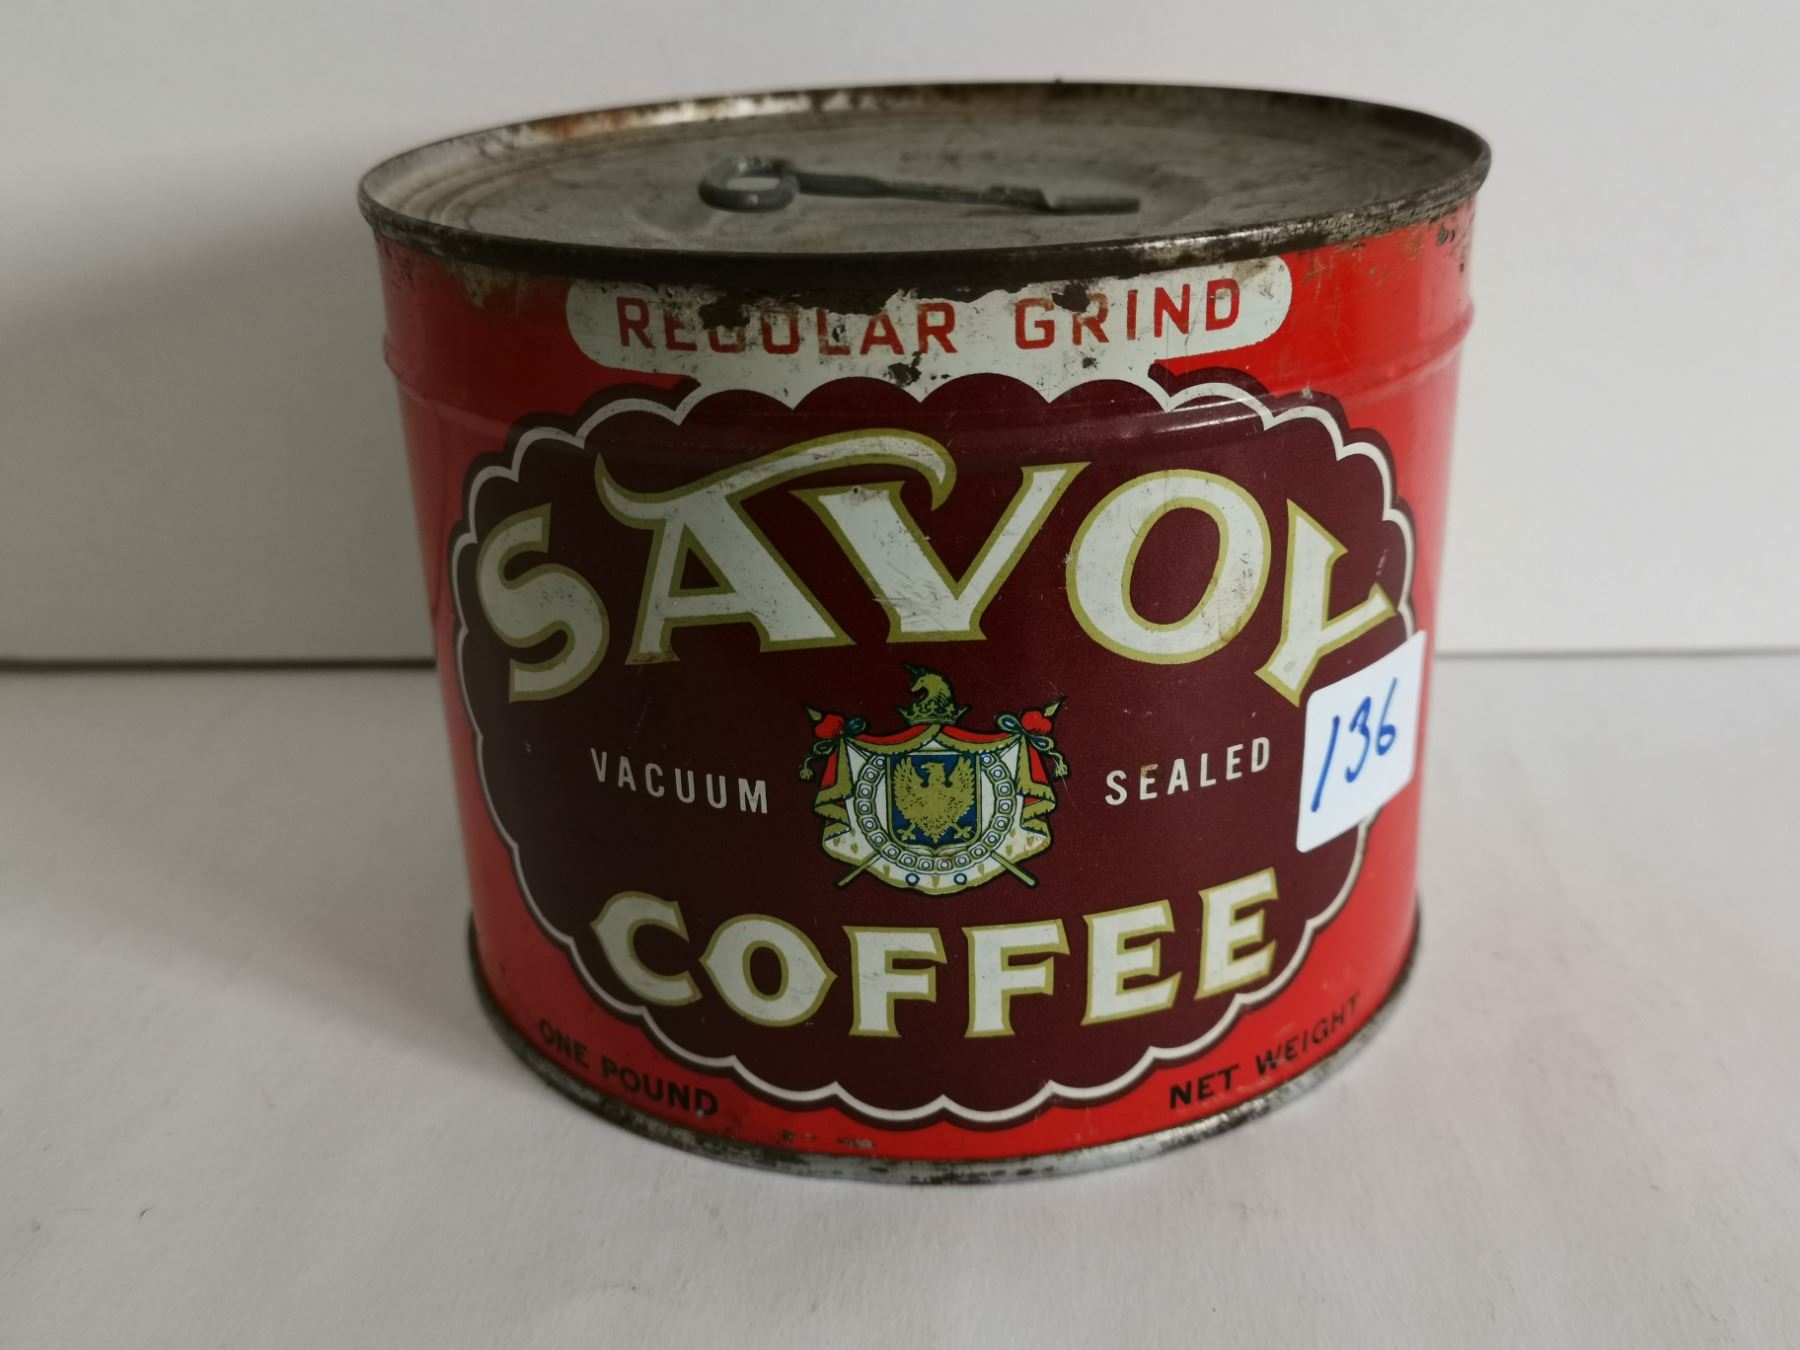 REGULAR GRIND
SAVOY
VACUUM SEALED
136
COFFEE
ONE POUND NET WEIGHT